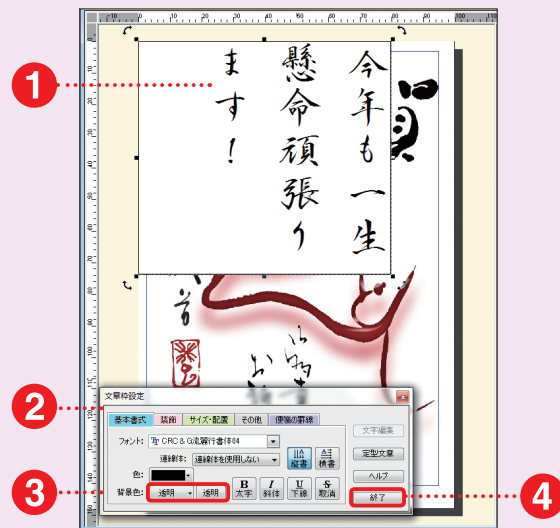 1
今年も一生
懸命頑張り
ます！
賀
2
文章枠設定
基本書式 装飾 サイズ・配置 その他 便箋の罫線
フォント: CRC & G流麗行書体04
連綿体: 連綿体を使用しない
縦書 横書
色:
3
背景色: 透明 透明
B 太字 I 斜体 U 下線 S 取消
文字編集
定型文章
ヘルプ
終了
4